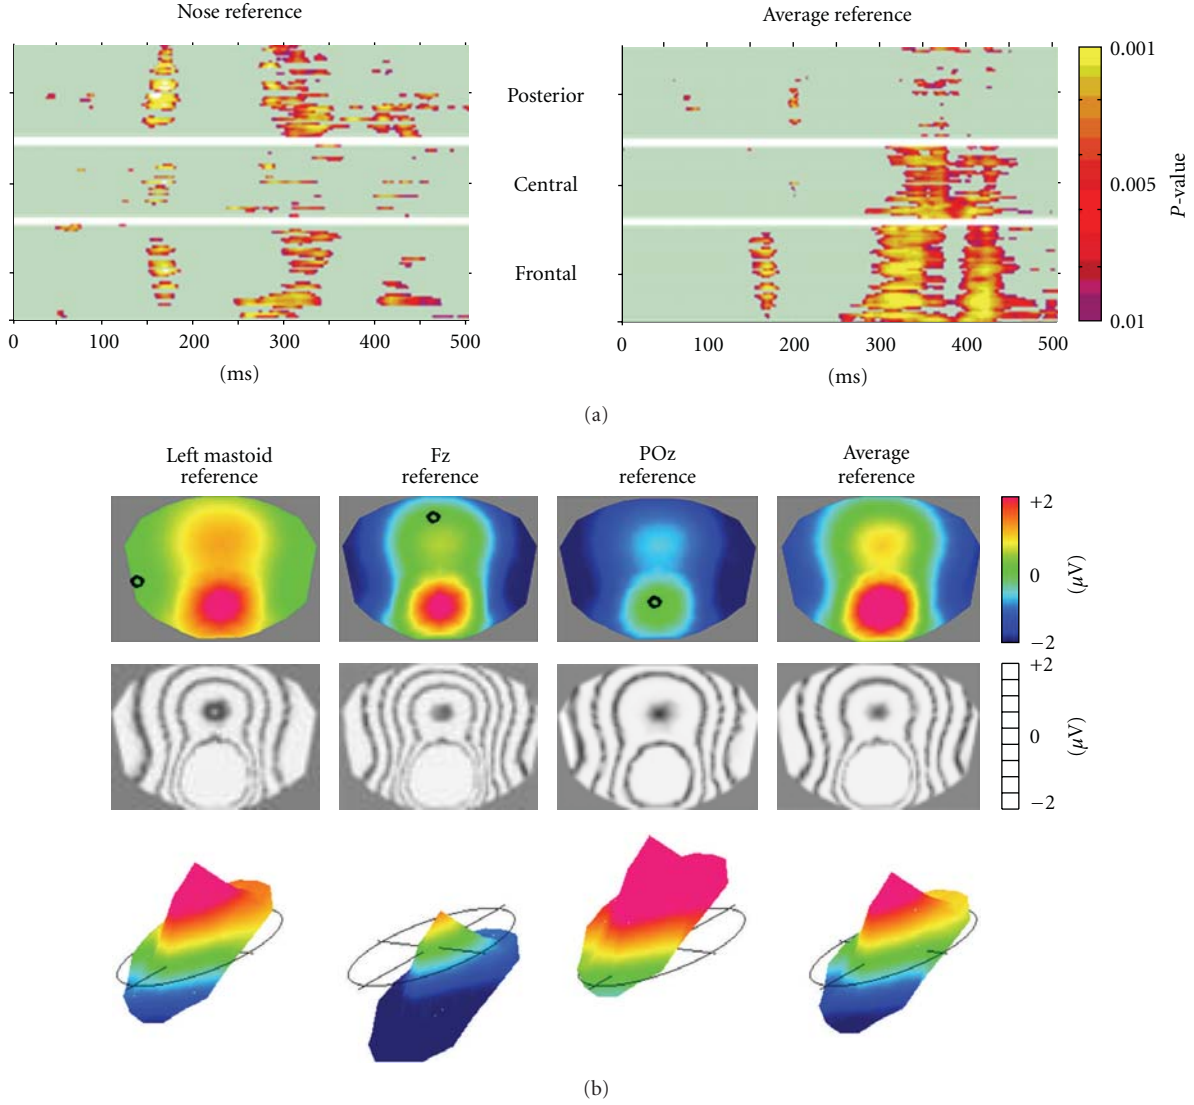 Nose reference
Average reference
Posterior
Central
Frontal
0.001
0.005
0.01
P-value
0 100 200 300 400 500
0 100 200 300 400 500
(ms)
(ms)
(a)
Left mastoid
reference
Fz
reference
POz
reference
Average
reference
+2
0
−2
(μV)
+2
0
−2
(μV)
(b)